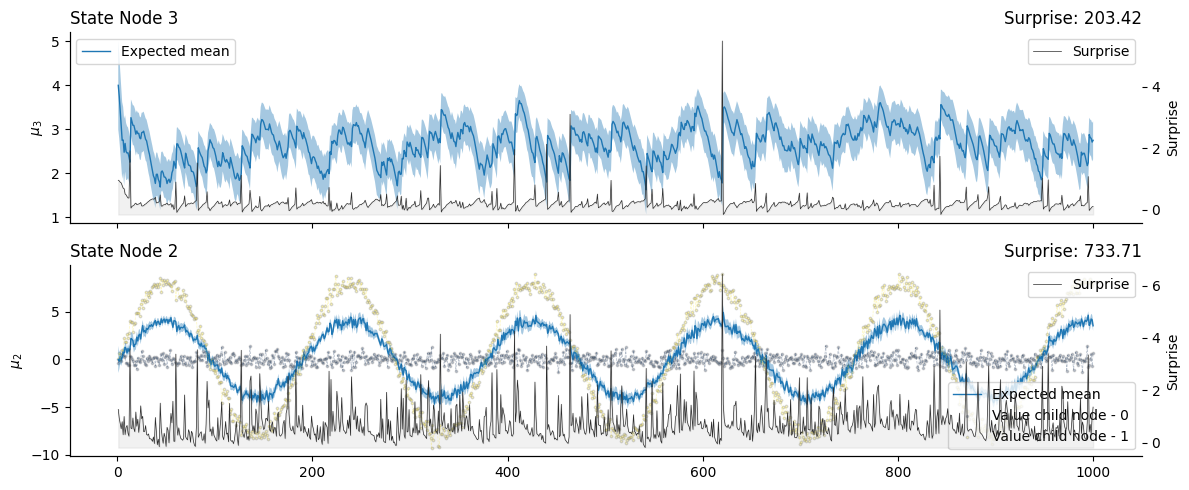 State Node 3
Surprise: 203.42
5
4
3
2
1
μ3
Expected mean
Surprise
4
2
0
Surprise
State Node 2
Surprise: 733.71
5
0
−5
−10
μ2
Surprise
6
4
2
0
Surprise
Expected mean
Value child node - 0
Value child node - 1
0
200
400
600
800
1000